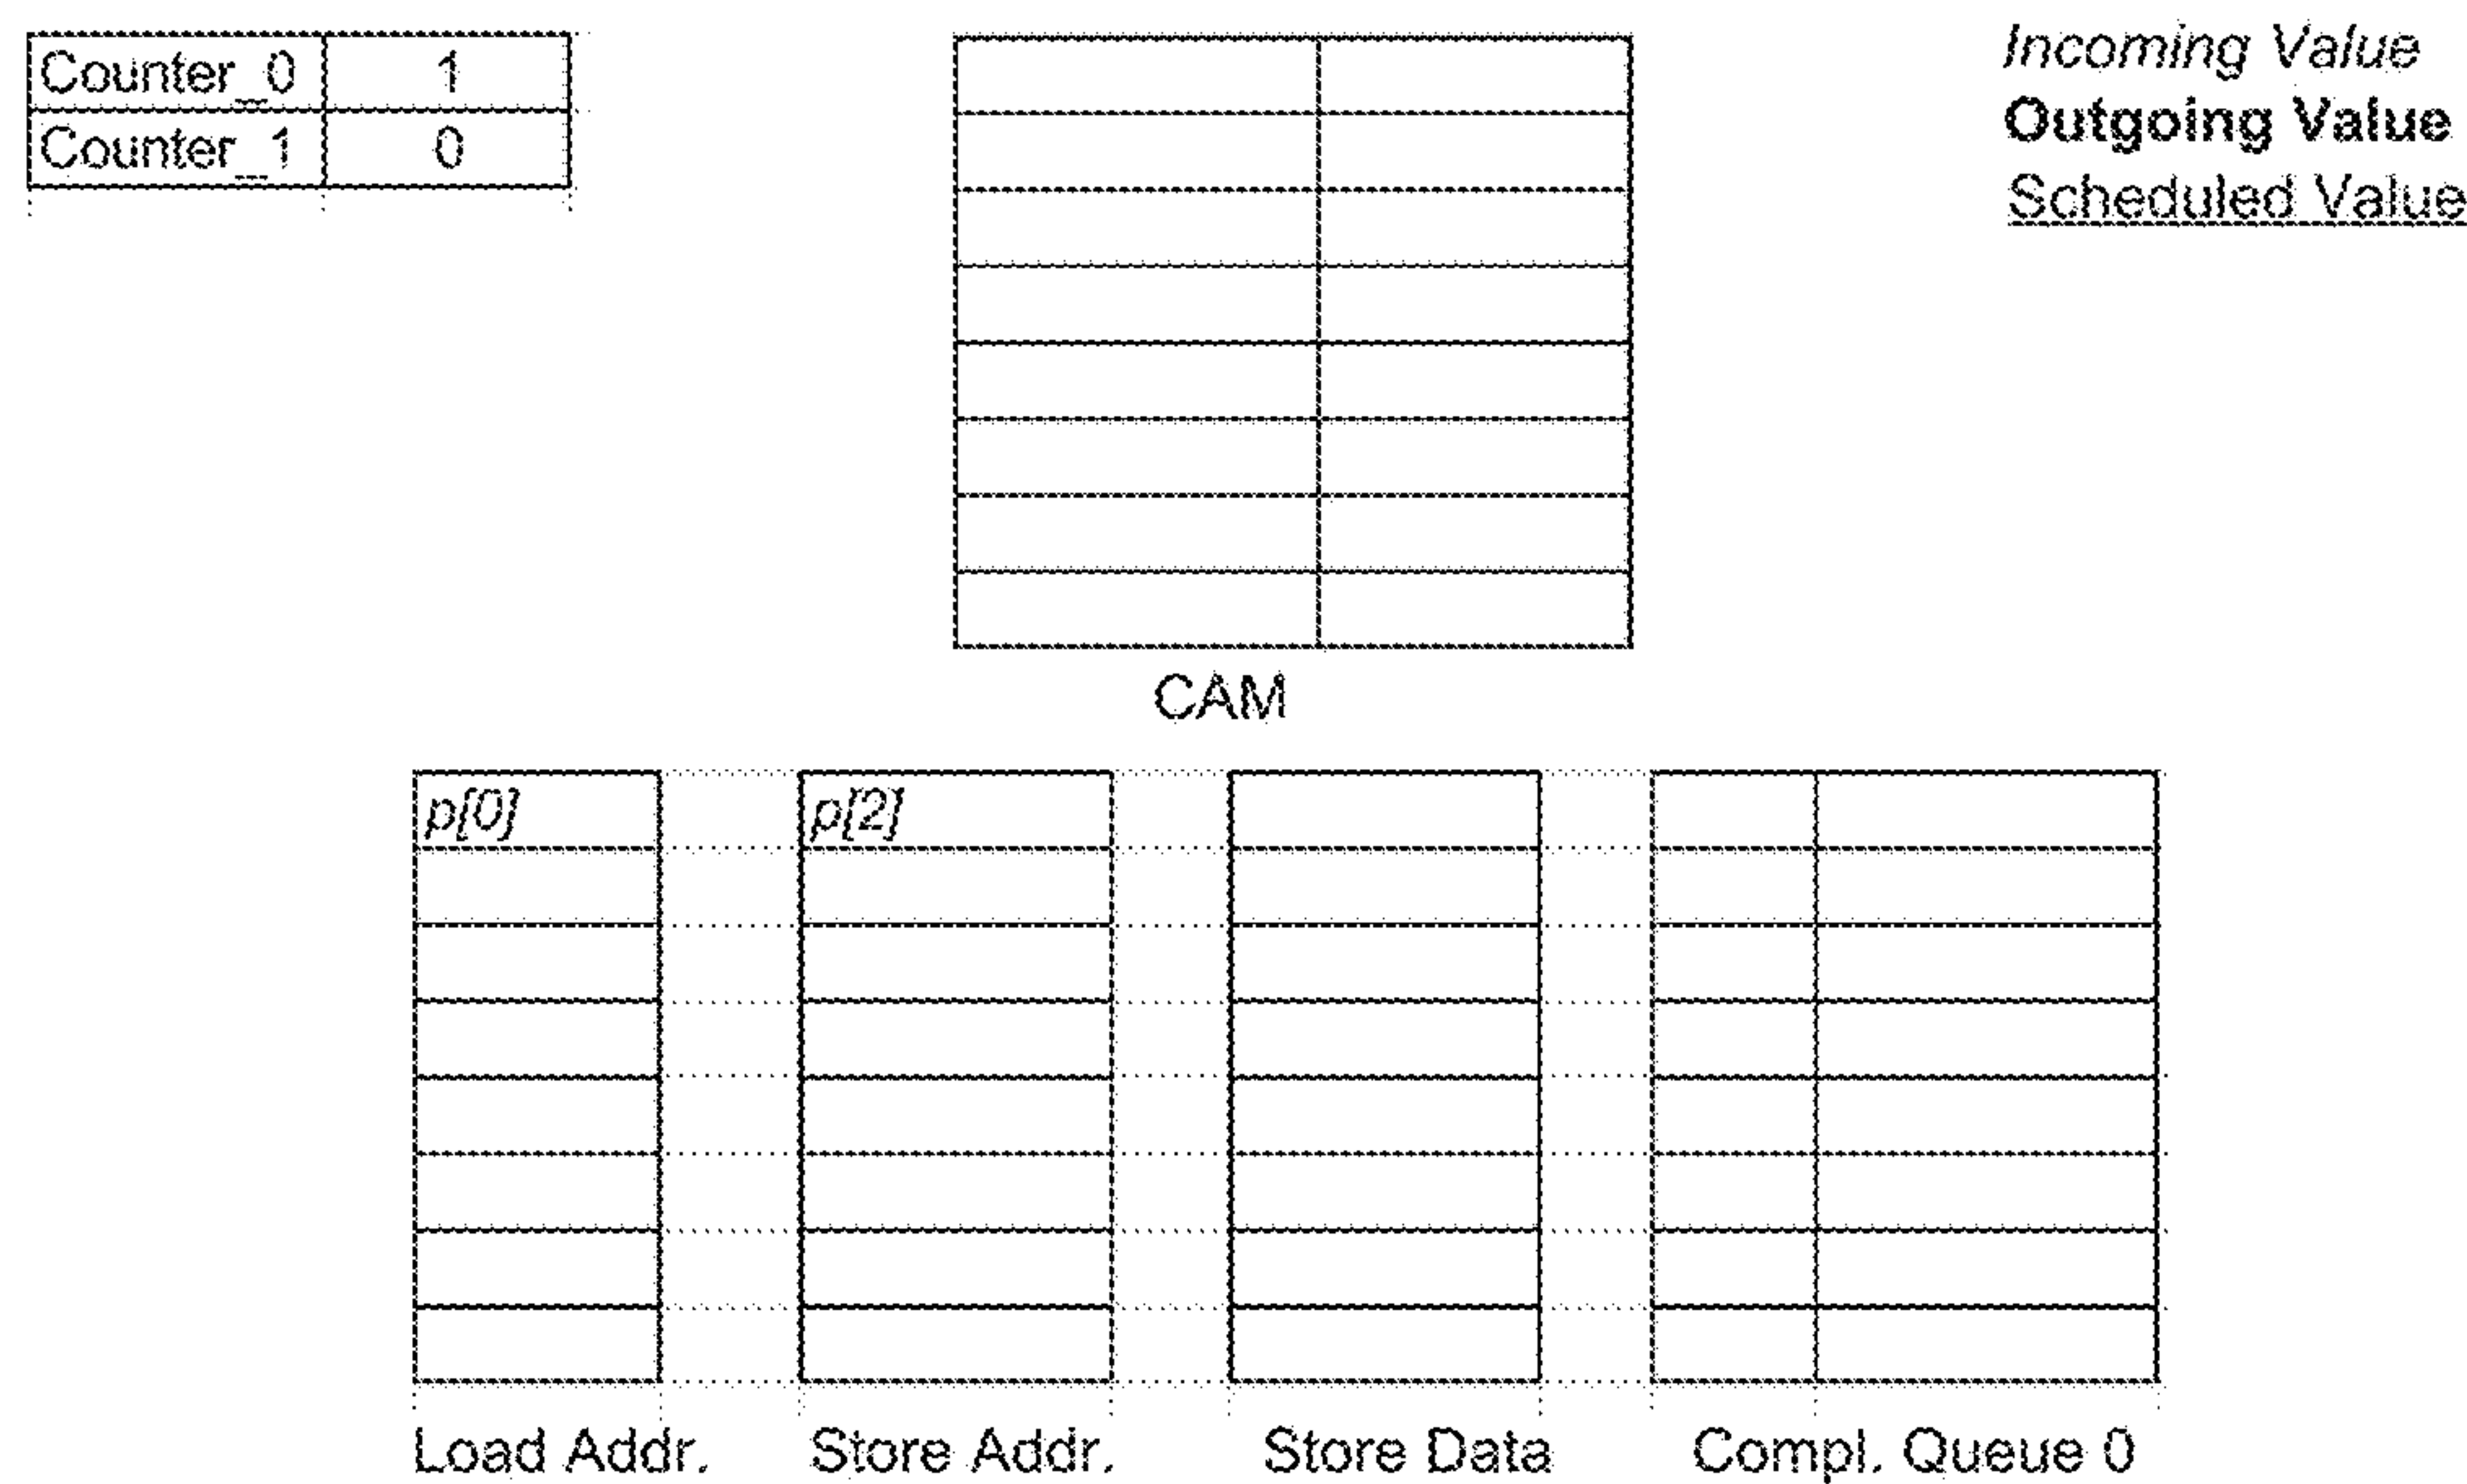 Counter_0 1
Counter_1 0
Incoming Value
Outgoing Value
Scheduled Value
CAM
p[0] p[2]
Load Addr. Store Addr. Store Data Compl. Queue 0